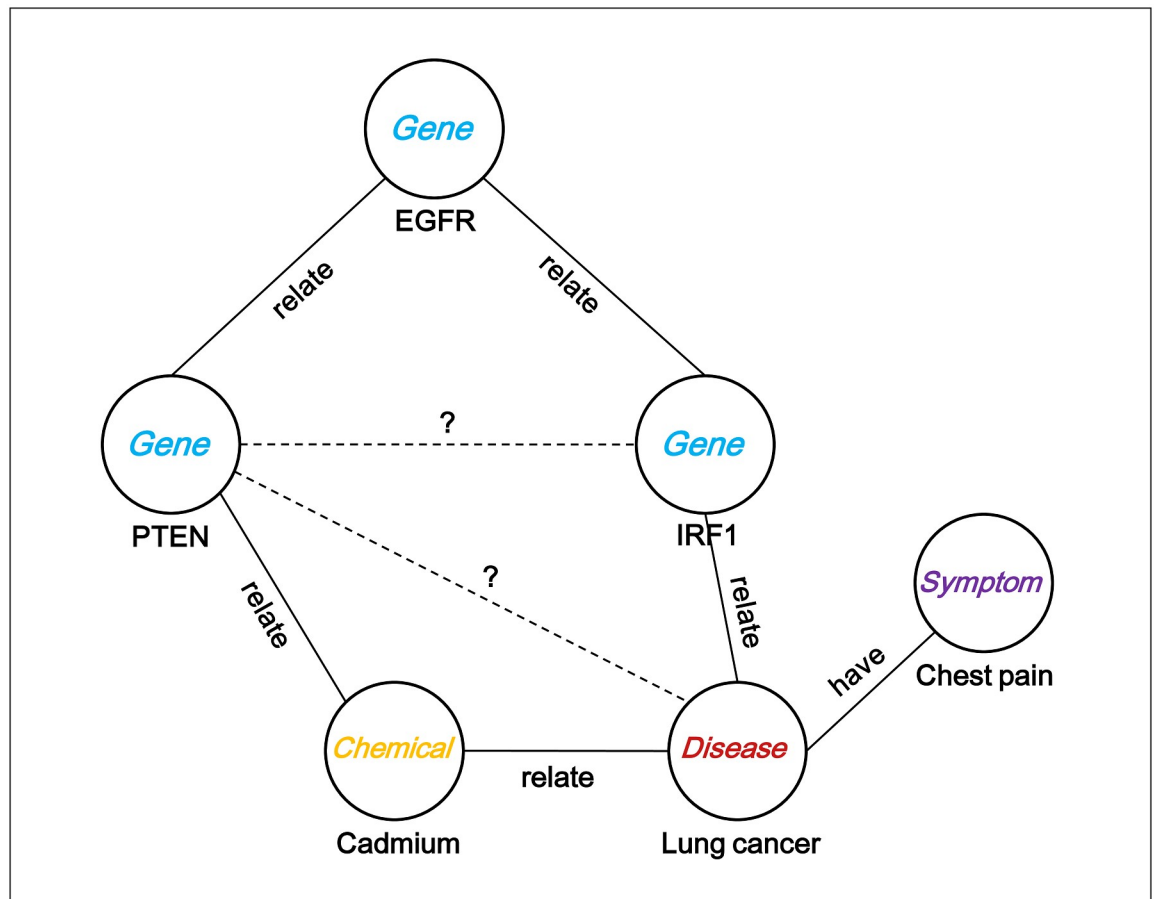 Gene
EGFR
relate
relate
?
Gene
Gene
PTEN
IRF1
?
Symptom
relate
relate
have
Chest pain
Chemical
Disease
relate
Cadmium
Lung cancer